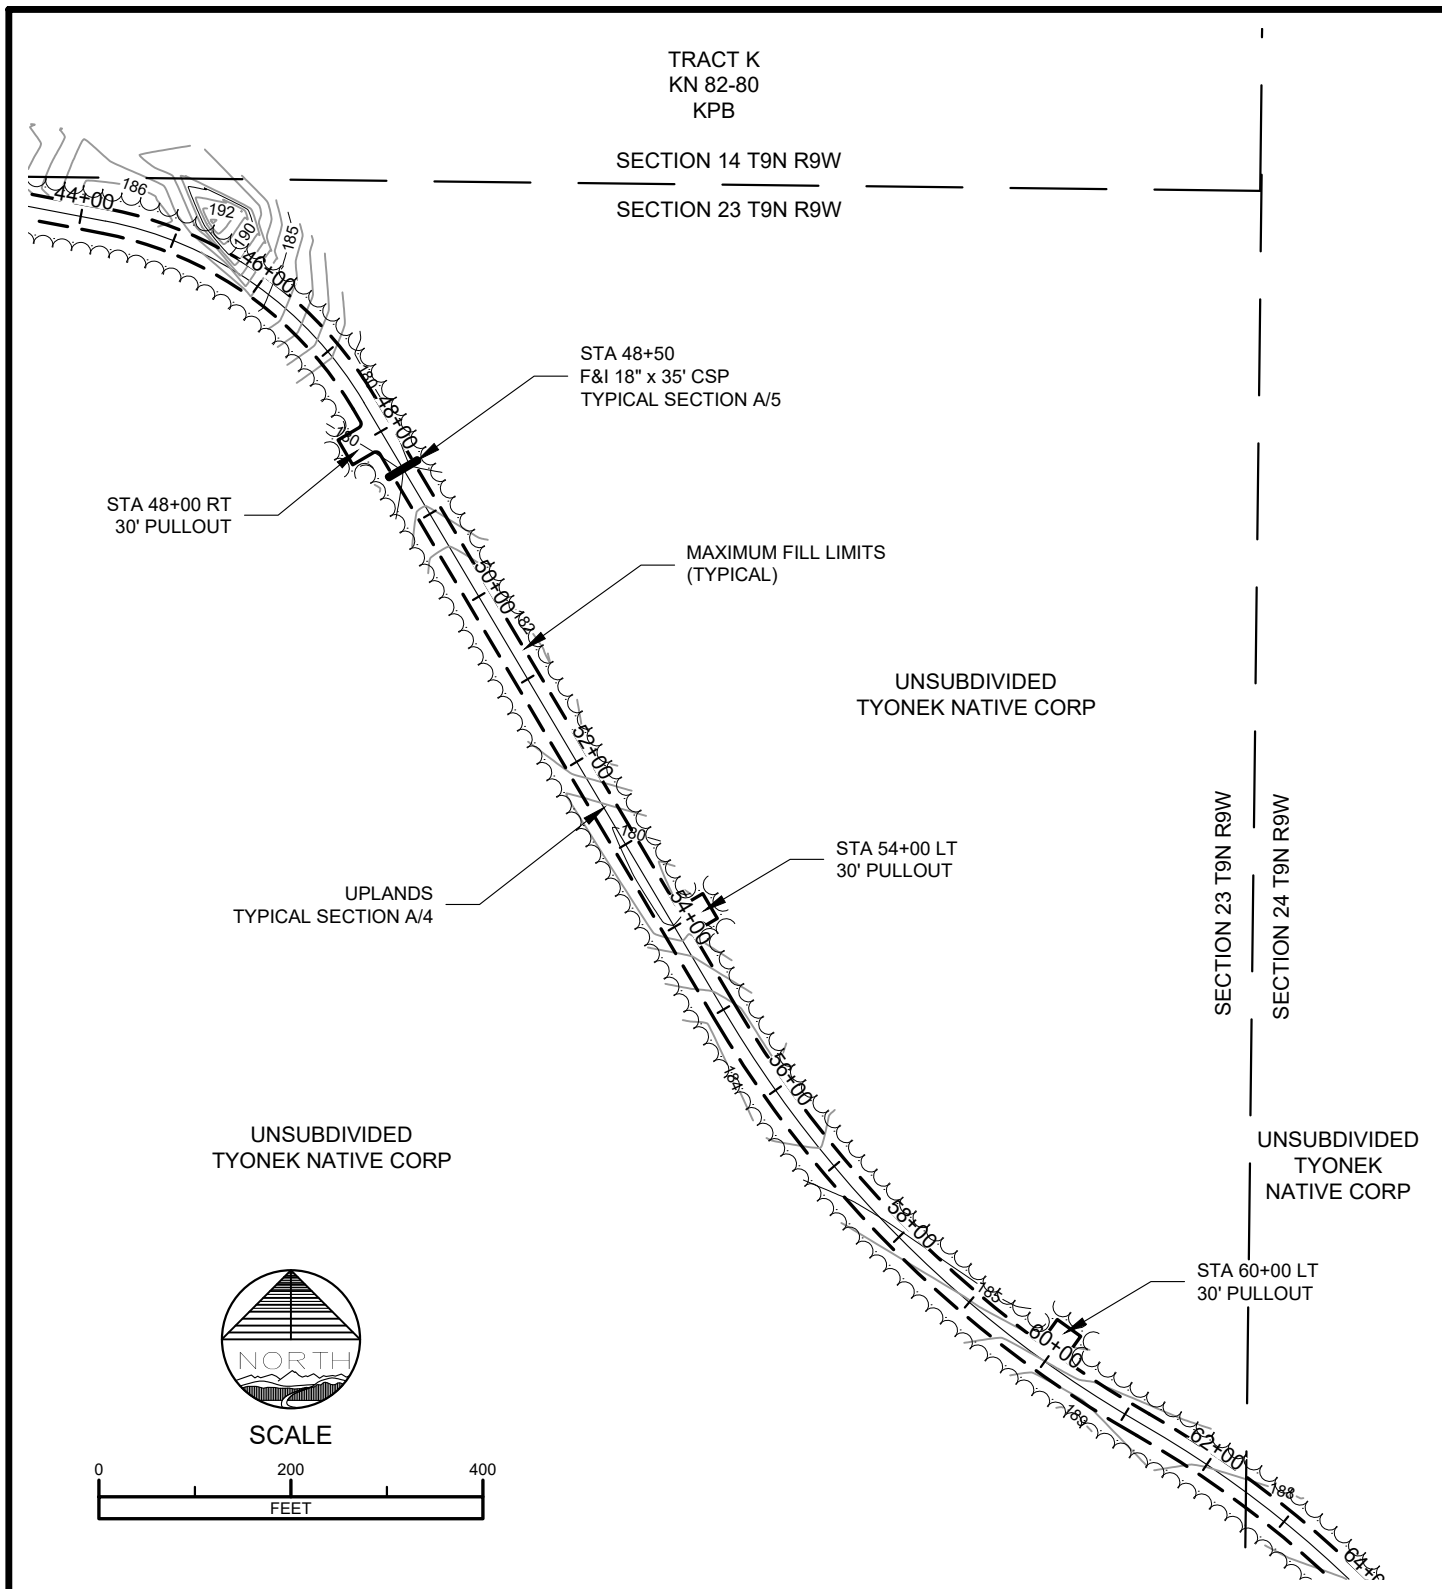 TRACT K
KN 82-80
KPB
SECTION 14 T9N R9W
SECTION 23 T9N R9W
186
44+00
192
190
185
46+00
STA 48+50
F&I 18" x 35' CSP
TYPICAL SECTION A/5
180
48+00
180
STA 48+00 RT
30' PULLOUT
MAXIMUM FILL LIMITS
(TYPICAL)
50+00
182
UNSUBDIVIDED
TYONEK NATIVE CORP
52+00
180
STA 54+00 LT
30' PULLOUT
UPLANDS
TYPICAL SECTION A/4
54+00
SECTION 23 T9N R9W
SECTION 24 T9N R9W
184
56+00
UNSUBDIVIDED
TYONEK NATIVE CORP
UNSUBDIVIDED
TYONEK
NATIVE CORP
58+00
185
STA 60+00 LT
30' PULLOUT
60+00
189
62+00
188
NORTH
SCALE
0 200 400
FEET